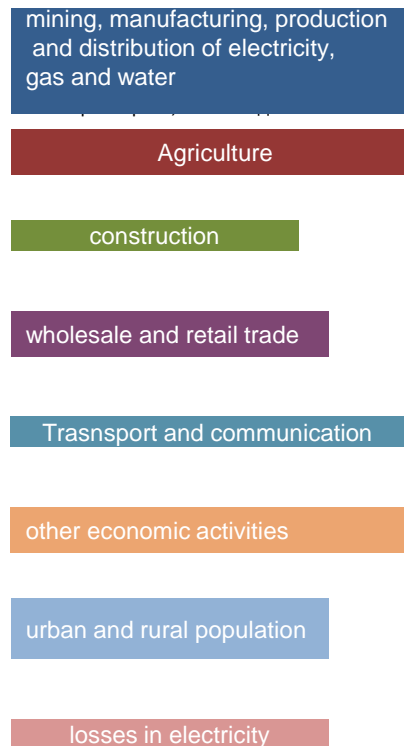 mining, manufacturing, production
and distribution of electricity,
gas and water
Agriculture
construction
wholesale and retail trade
Trasnsport and communication
other economic activities
urban and rural population
losses in electricity